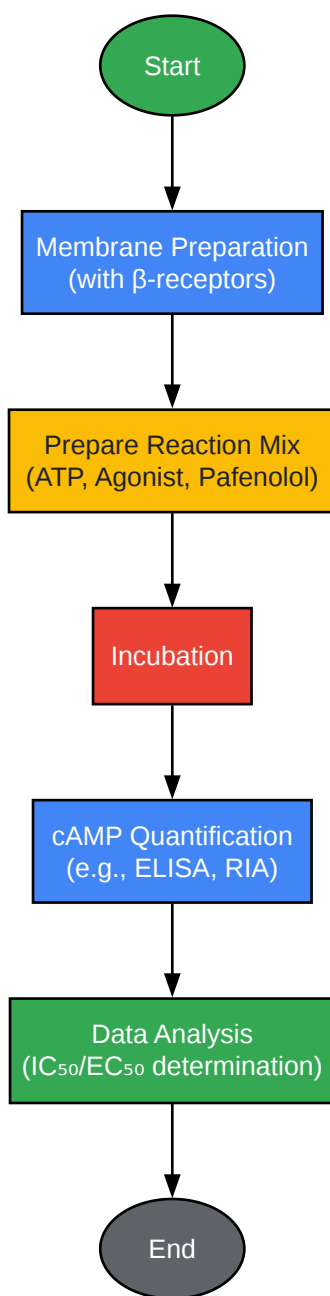 Start
Membrane Preparation
(with β-receptors)
Prepare Reaction Mix
(ATP, Agonist, Pafenolol)
Incubation
cAMP Quantification
(e.g., ELISA, RIA)
Data Analysis
(IC₅₀/EC₅₀ determination)
End